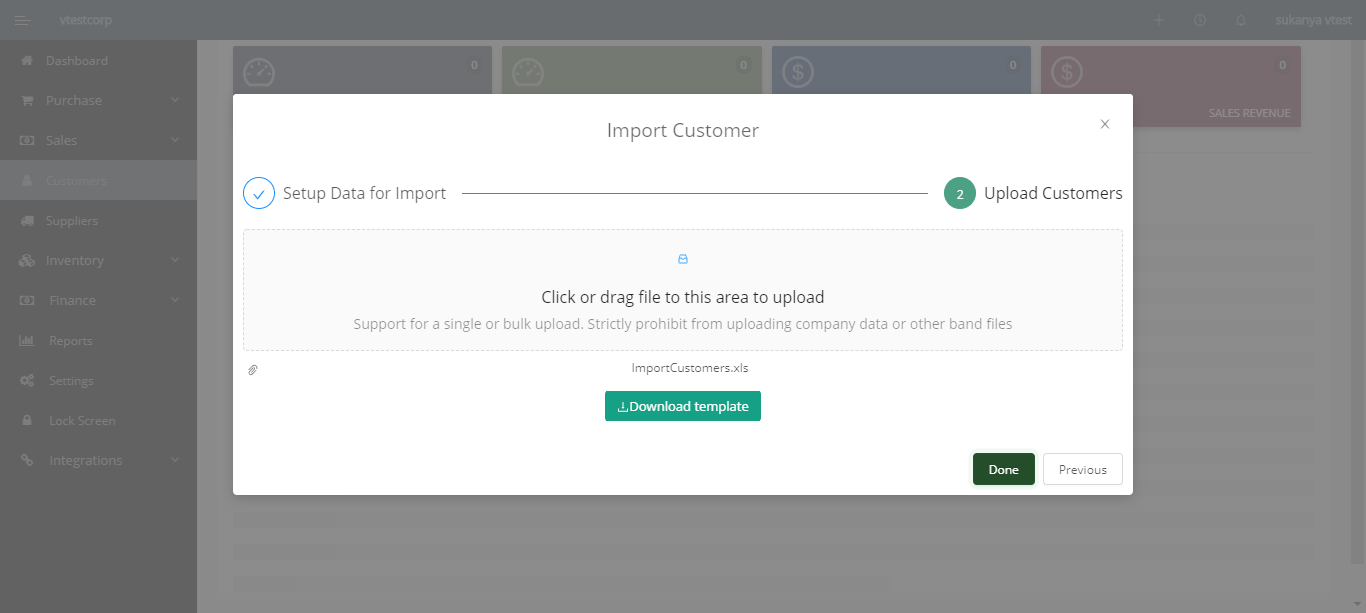 vtestcorp
sukanya vtest
Dashboard
Purchase
Sales
Customers
Suppliers
Inventory
Finance
Reports
Settings
Lock Screen
Integrations
0
0
0
0
SALES REVENUE
Import Customer
Setup Data for Import
2 Upload Customers
Click or drag file to this area to upload
Support for a single or bulk upload. Strictly prohibit from uploading company data or other band files
ImportCustomers.xls
Download template
Done
Previous